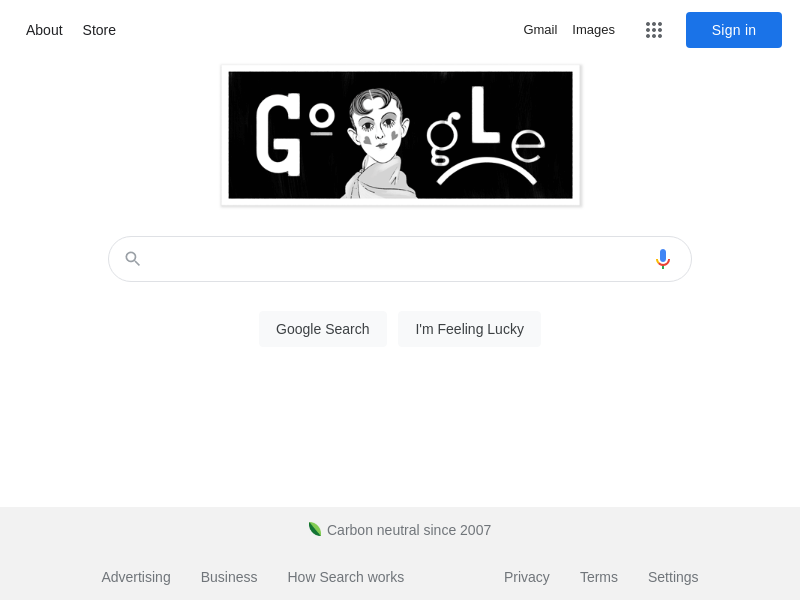 About Store Gmail Images Sign in
GoogLe
Google Search I'm Feeling Lucky
Carbon neutral since 2007
Advertising Business How Search works Privacy Terms Settings